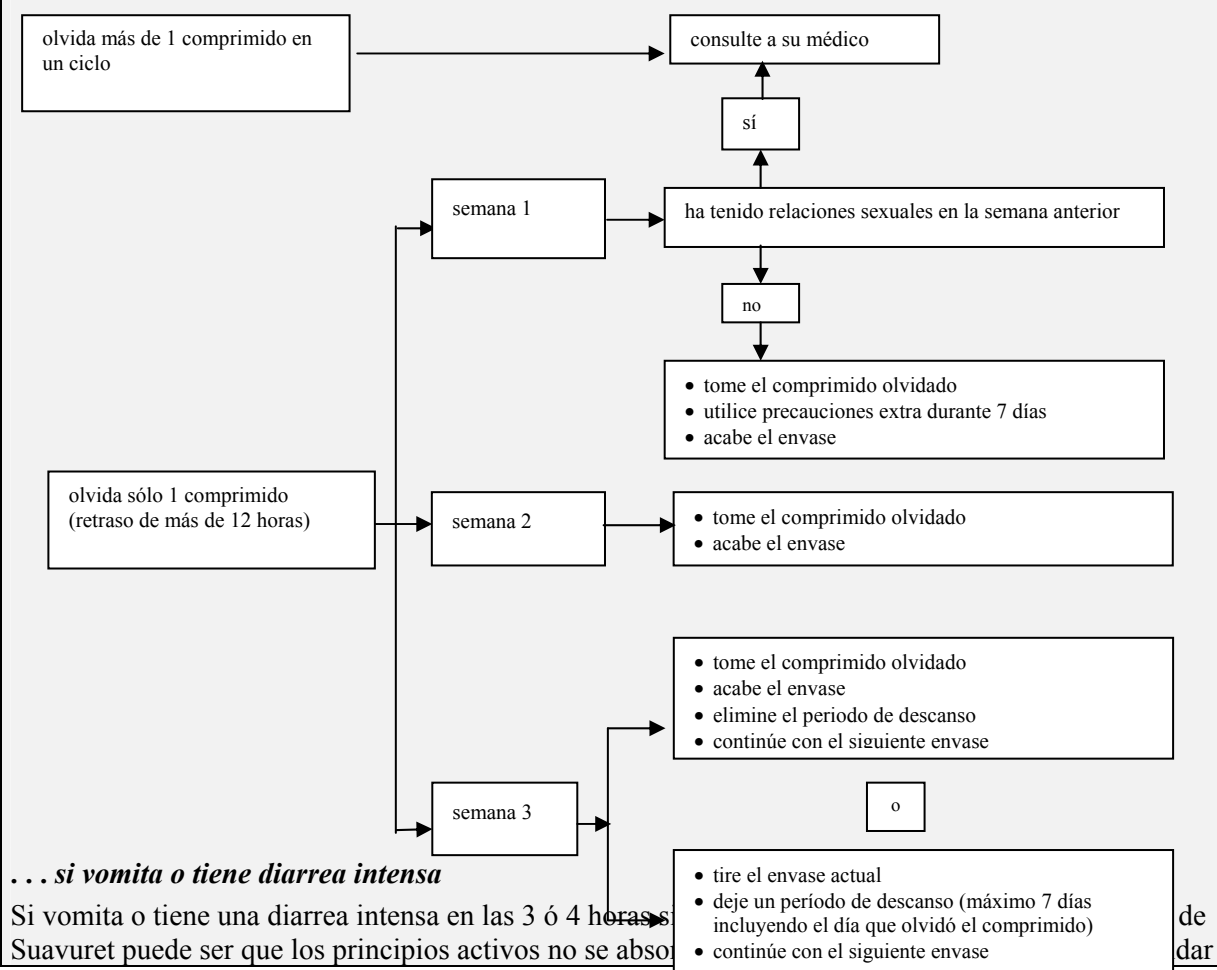 olvida más de 1 comprimido en
un ciclo
consulte a su médico
sí
semana 1
ha tenido relaciones sexuales en la semana anterior
no
• tome el comprimido olvidado
• utilice precauciones extra durante 7 días
• acabe el envase
olvida sólo 1 comprimido
(retraso de más de 12 horas)
semana 2
• tome el comprimido olvidado
• acabe el envase
• tome el comprimido olvidado
• acabe el envase
• elimine el periodo de descanso
• continúe con el siguiente envase
semana 3
o
• tire el envase actual
• deje un período de descanso (máximo 7 días
incluyendo el día que olvidó el comprimido)
• continúe con el siguiente envase
. . . si vomita o tiene diarrea intensa
Si vomita o tiene una diarrea intensa en las 3 ó 4 horas de
Suavuret puede ser que los principios activos no se dar